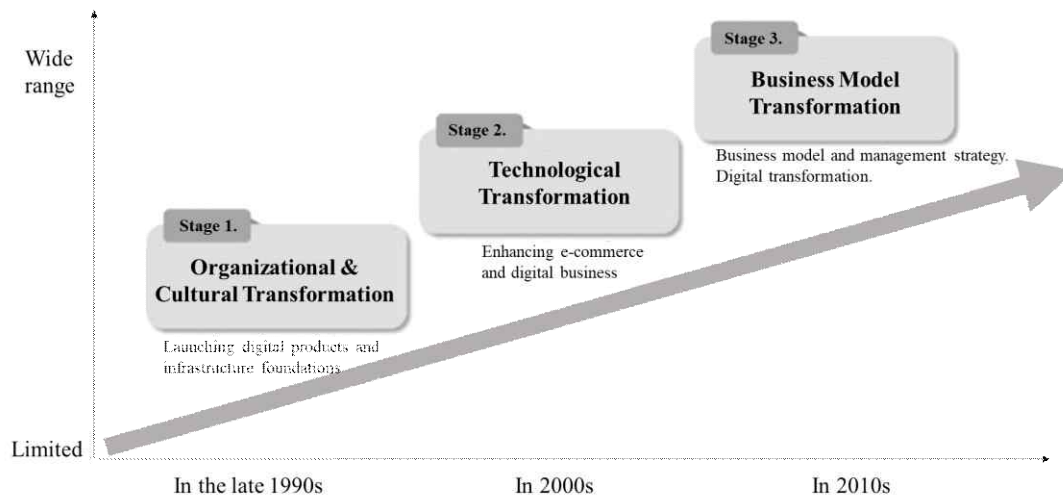 Wide
range
Stage 3.
Business Model
Transformation
Business model and management strategy.
Digital transformation.
Stage 2.
Technological
Transformation
Enhancing e-commerce
and digital business
Stage 1.
Organizational &
Cultural Transformation
Launching digital products and
infrastructure foundations.
Limited
In the late 1990s
In 2000s
In 2010s